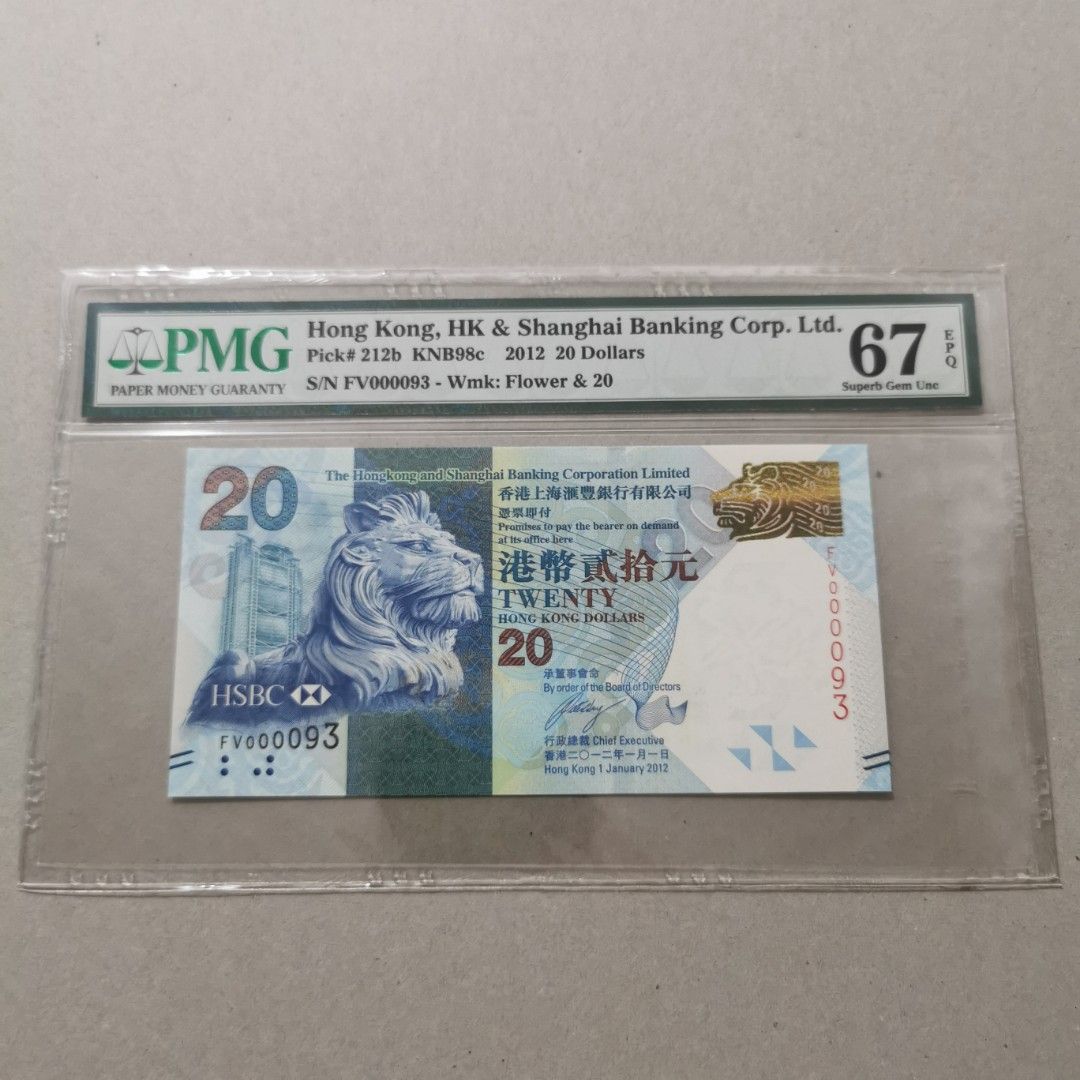 PMG
PAPER MONEY GUARANTY
Hong Kong, HK & Shanghai Banking Corp. Ltd.
Pick# 212b KNB98c 2012 20 Dollars
S/N FV000093 - Wmk: Flower & 20
67
EPQ
Superb Gem Unc
20
The Hongkong and Shanghai Banking Corporation Limited
香港上海滙豐銀行有限公司
憑票即付
Promises to pay the bearer on demand
at its office here
港幣貳拾元
TWENTY
HONG KONG DOLLARS
20
承董事會命
By order of the Board of Directors
行政總裁 Chief Executive
香港二〇一二年一月一日
Hong Kong 1 January 2012
HSBC
FV000093
20
20
20
20
FV000093